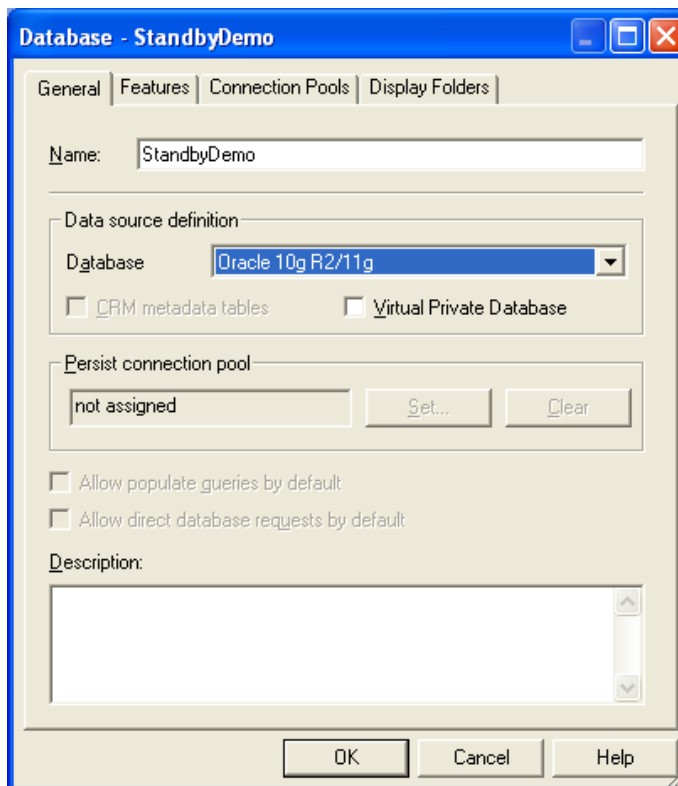 Database - StandbyDemo
General Features Connection Pools Display Folders
Name: StandbyDemo
Data source definition
Database Oracle 10g R2/11g
CRM metadata tables Virtual Private Database
Persist connection pool
not assigned Set... Clear
Allow populate queries by default
Allow direct database requests by default
Description:
OK Cancel Help